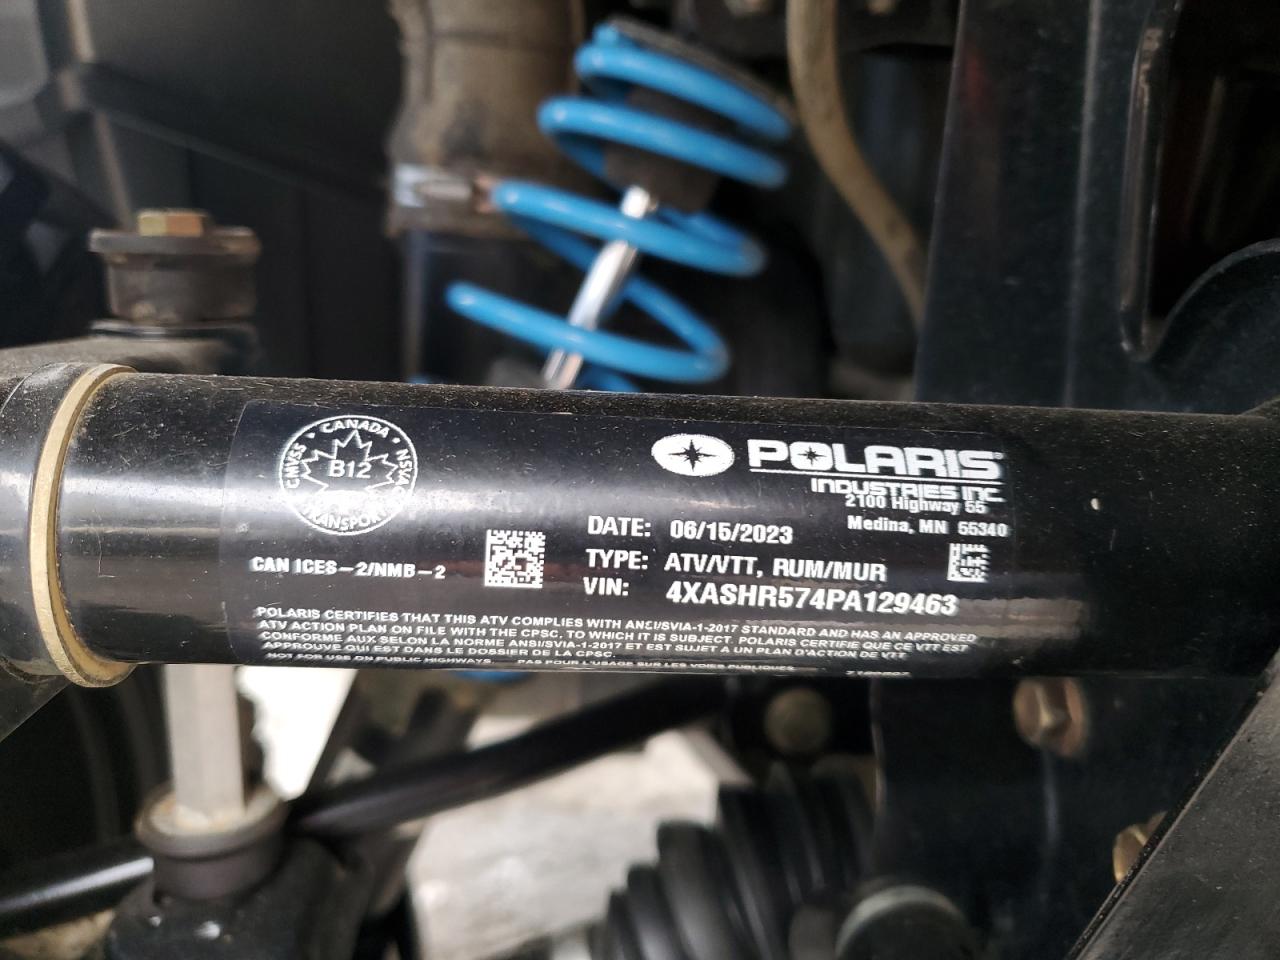 CANADA
CMVSS • NSVAC
B12
TRANSPORT
POLARIS®
INDUSTRIES INC.
2100 Highway 55
Medina, MN 55340
DATE: 06/15/2023
CAN ICES-2/NMB-2
TYPE: ATV/VTT, RUM/MUR
VIN: 4XASHR574PA129463
POLARIS CERTIFIES THAT THIS ATV COMPLIES WITH ANSI/SVIA-1-2017 STANDARD AND HAS AN APPROVED
ATV ACTION PLAN ON FILE WITH THE CPSC, TO WHICH IT IS SUBJECT. POLARIS CERTIFIE QUE CE VTT EST
CONFORME AUX SELON LA NORME ANSI/SVIA-1-2017 ET EST SUJET A UN PLAN D'ACTION DE VTT
APPROUVE QUI EST DANS LE DOSSIER DE LA CPSC.
NOT FOR USE ON PUBLIC HIGHWAYS PAS POUR L'USAGE SUR LES VOIES PUBLIQUES